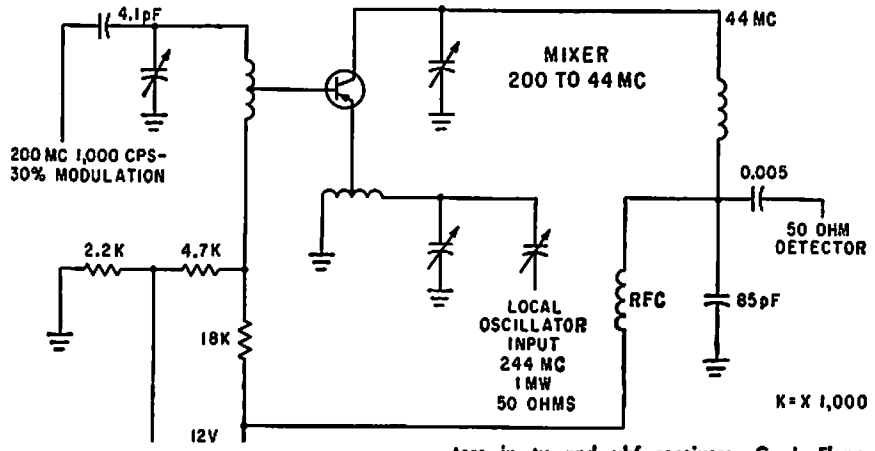 4.1pF
44 MC
MIXER
200 TO 44 MC
200 MC 1,000 CPS-
30% MODULATION
0.005
50 OHM
DETECTOR
2.2K
4.7K
18K
LOCAL
OSCILLATOR
INPUT
244 MC
1 MW
50 OHMS
RFC
85pF
K = X 1,000
12V